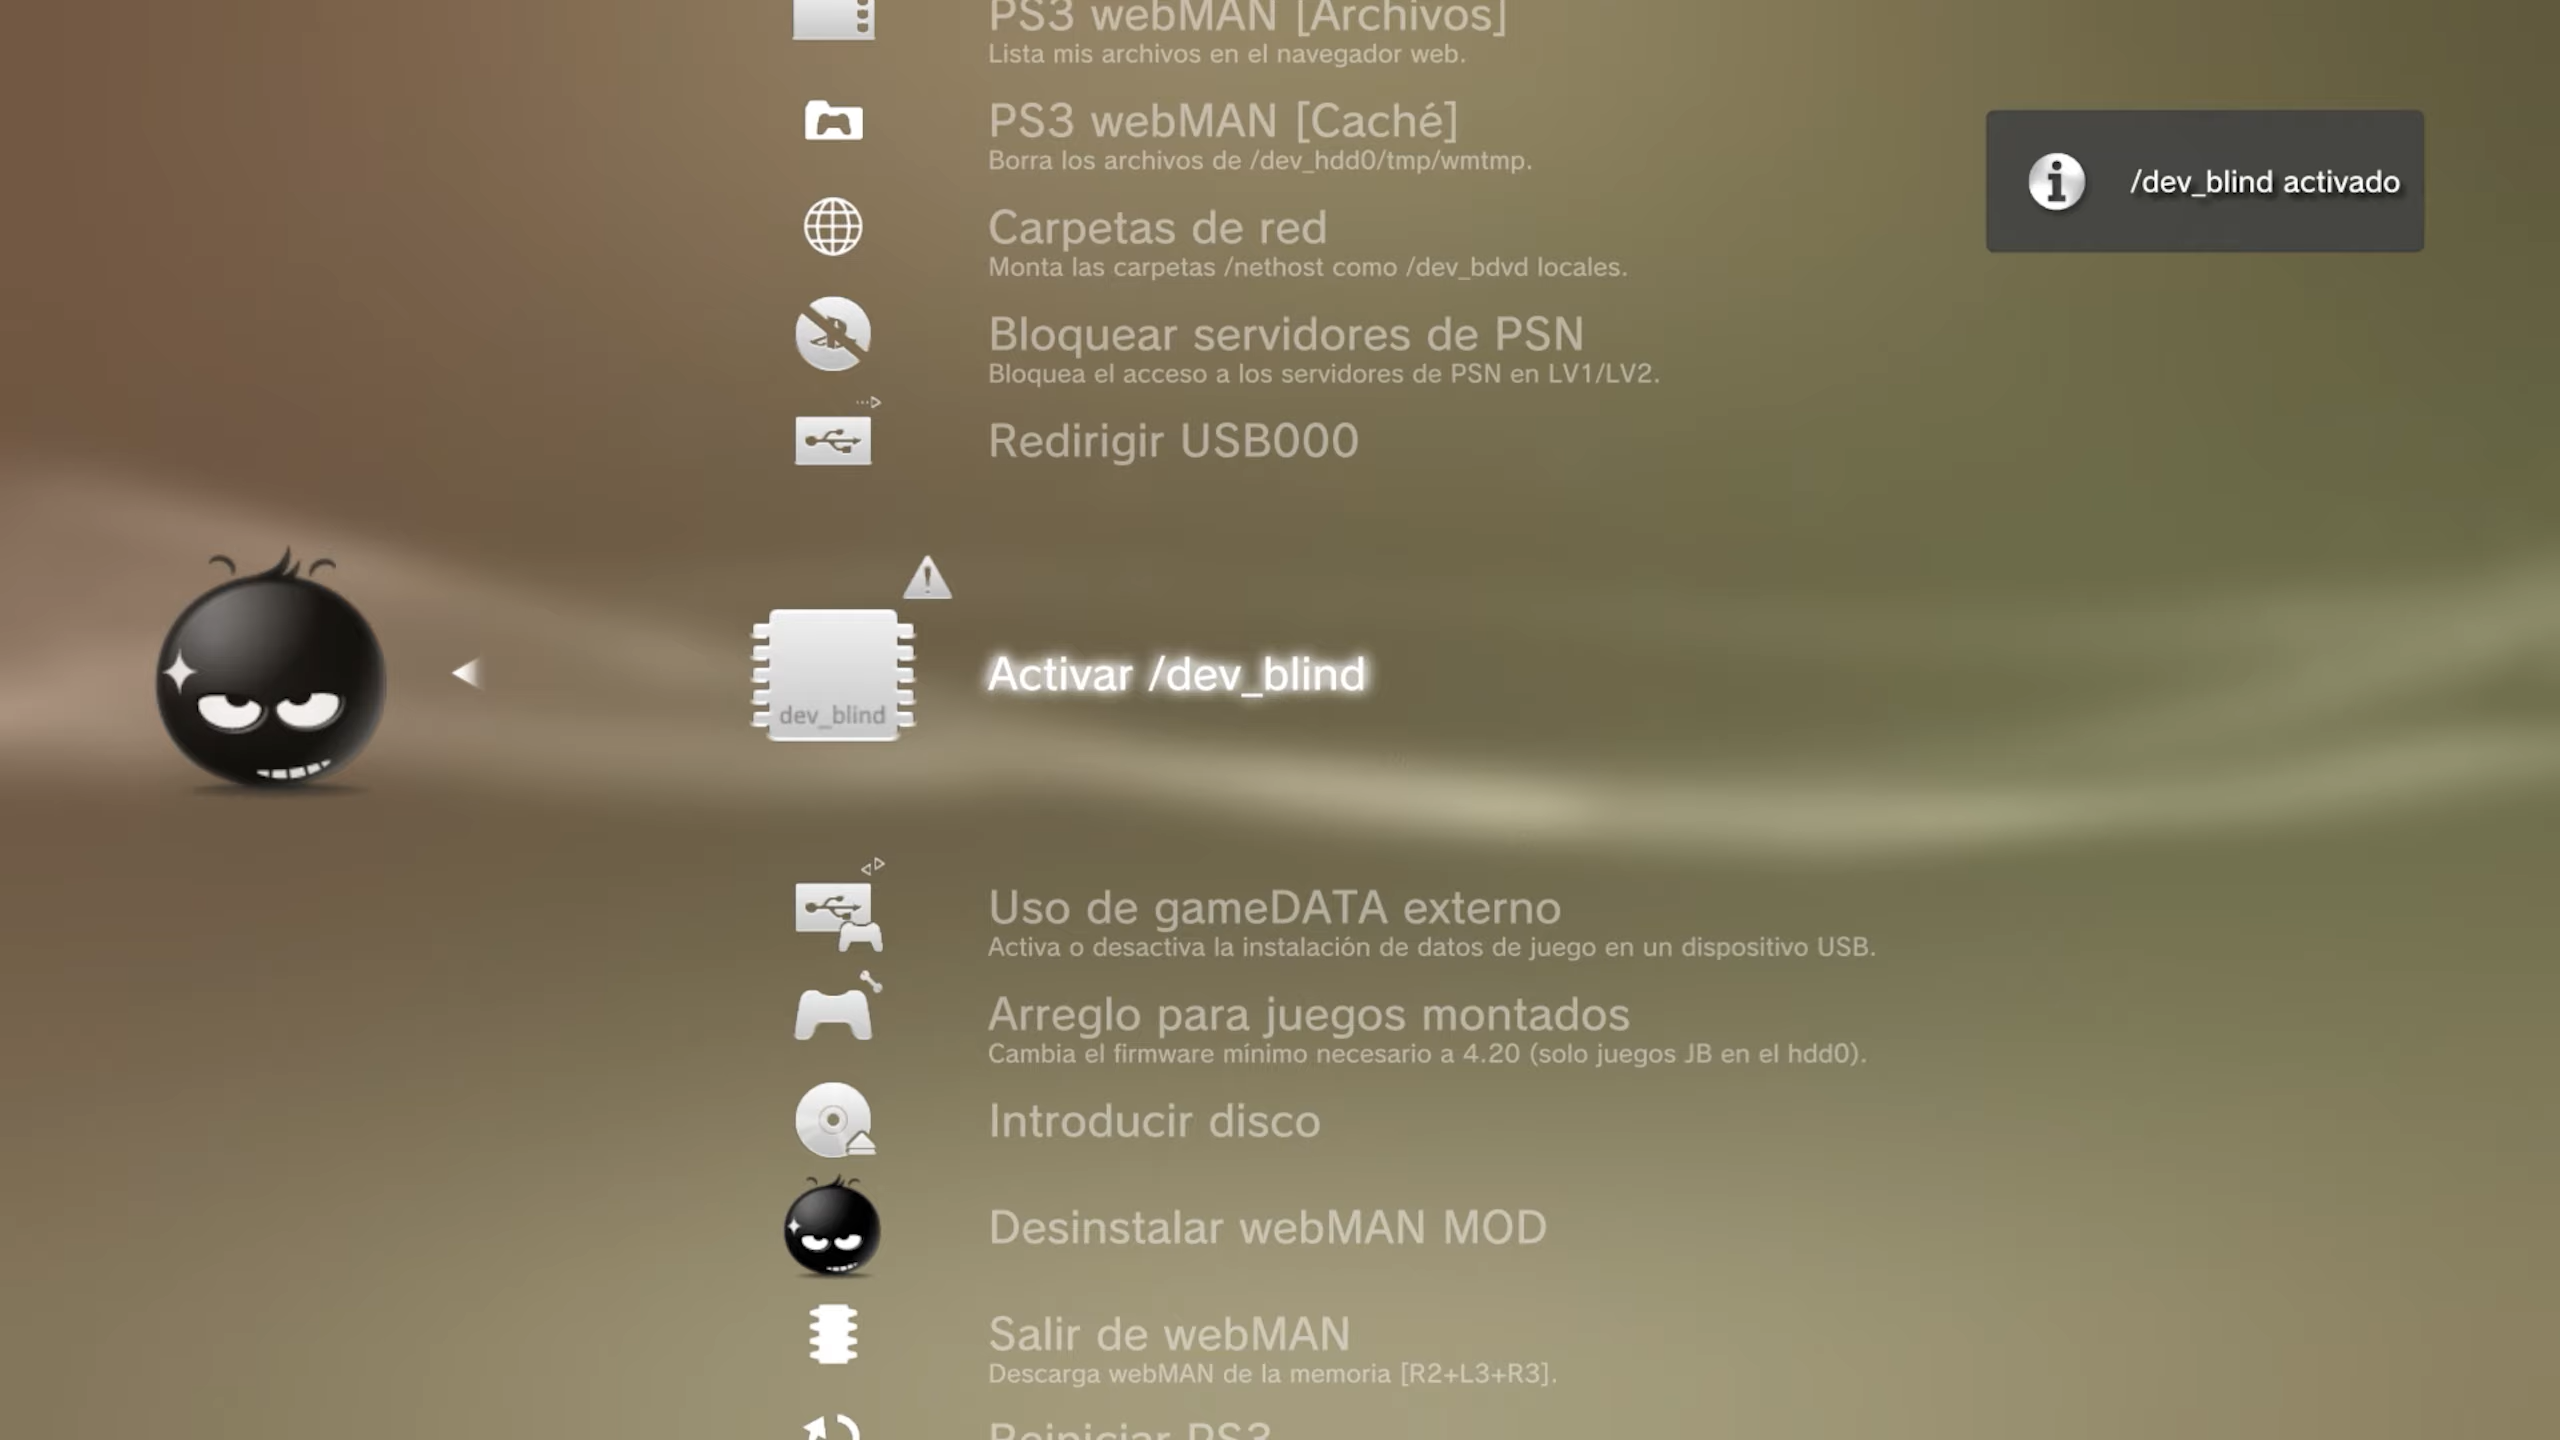 PS3 webMAN [Archivos]
Lista mis archivos en el navegador web.
PS3 webMAN [Caché]
Borra los archivos de /dev_hdd0/tmp/wmtmp.
/dev_blind activado
Carpetas de red
Monta las carpetas /nethost como /dev_bdvd locales.
Bloquear servidores de PSN
Bloquea el acceso a los servidores de PSN en LV1/LV2.
Redirigir USB000
Activar /dev_blind
dev_blind
Uso de gameDATA externo
Activa o desactiva la instalación de datos de juego en un dispositivo USB.
Arreglo para juegos montados
Cambia el firmware mínimo necesario a 4.20 (solo juegos JB en el hdd0).
Introducir disco
Desinstalar webMAN MOD
Salir de webMAN
Descarga webMAN de la memoria [R2+L3+R3].
Reiniciar PS3